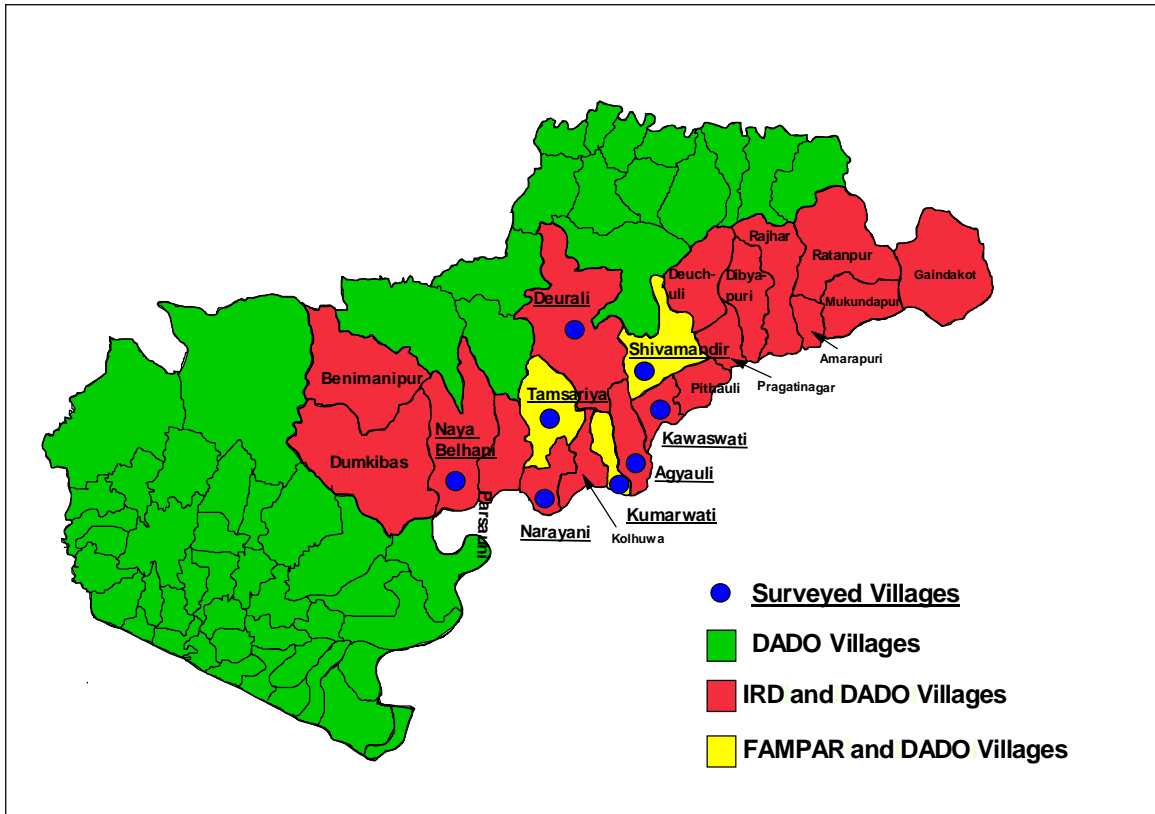 Rajhar
Ratanpur
Gaindakot
Deuch-
uli
Dibya-
puri
Mukundapur
Deurali
Shivamandir
Amarapuri
Pragatinagar
Benimanipur
Pithauli
Tamsariya
Naya
Belhani
Kawaswati
Dumkibas
Agyauli
Parsauni
Kumarwati
Narayani
Kolhuwa
Surveyed Villages
DADO Villages
IRD and DADO Villages
FAMPAR and DADO Villages